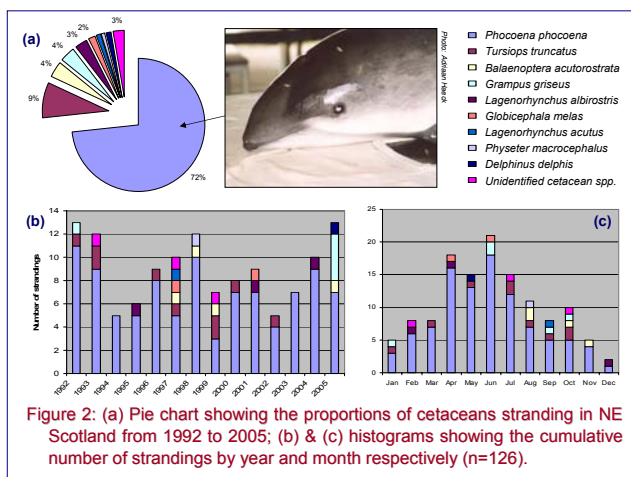 (a)
3%
2%
3%
4%
4%
9%
72%
Photo: Adriaan Haeck
Phocoena phocoena
Tursiops truncatus
Balaenoptera acutorostrata
Grampus griseus
Lagenorhynchus albirostris
Globicephala melas
Lagenorhynchus acutus
Physeter macrocephalus
Delphinus delphis
Unidentified cetacean spp.
(b)
Number of strandings
14
12
10
8
6
4
2
0
1992 1993 1994 1995 1996 1997 1998 1999 2000 2001 2002 2003 2004 2005
(c)
25
20
15
10
5
0
Jan Feb Mar Apr May Jun Jul Aug Sep Oct Nov Dec
Figure 2: (a) Pie chart showing the proportions of cetaceans stranding in NE
Scotland from 1992 to 2005; (b) & (c) histograms showing the cumulative
number of strandings by year and month respectively (n=126).